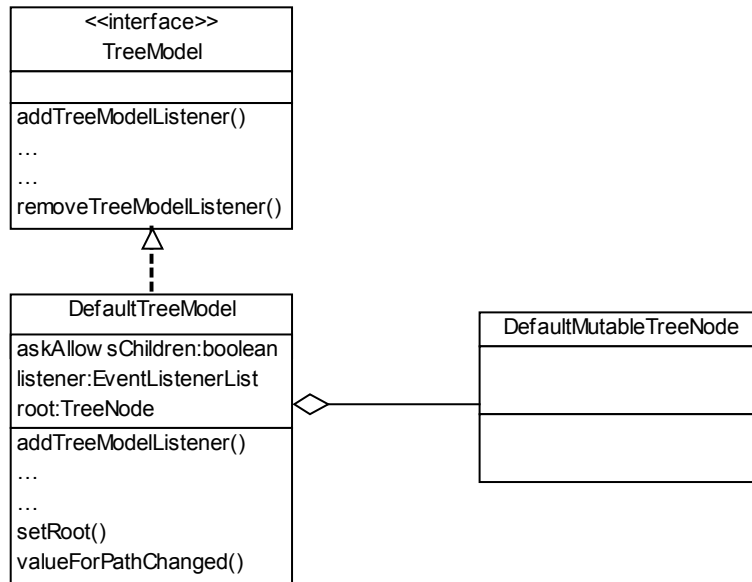 <<interface>>
TreeModel
addTreeModelListener()
...
...
removeTreeModelListener()
DefaultTreeModel
askAllowsChildren:boolean
listener:EventListenerList
root:TreeNode
addTreeModelListener()
...
...
setRoot()
valueForPathChanged()
DefaultMutableTreeNode